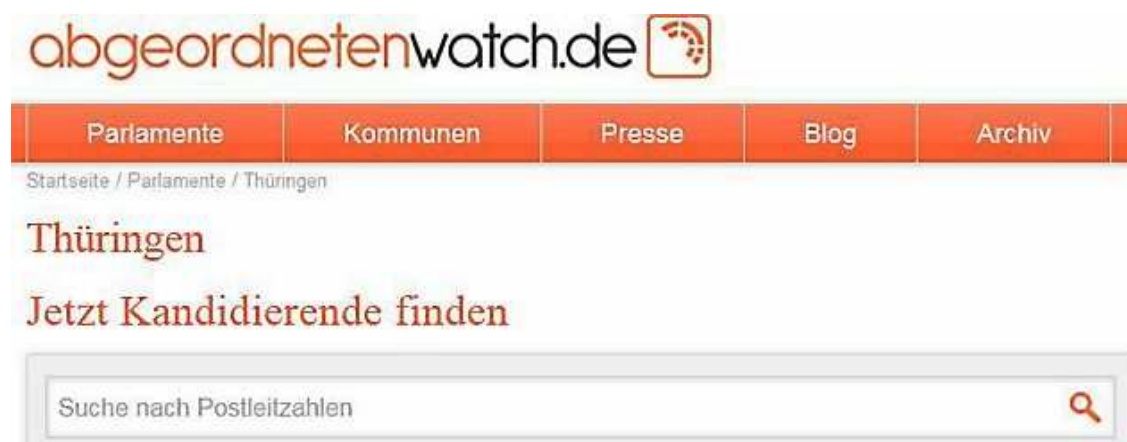 abgeordnetenwatch.de
Parlamente Kommunen Presse Blog Archiv
Startseite / Parlamente / Thüringen
Thüringen
Jetzt Kandidierende finden
Suche nach Postleitzahlen